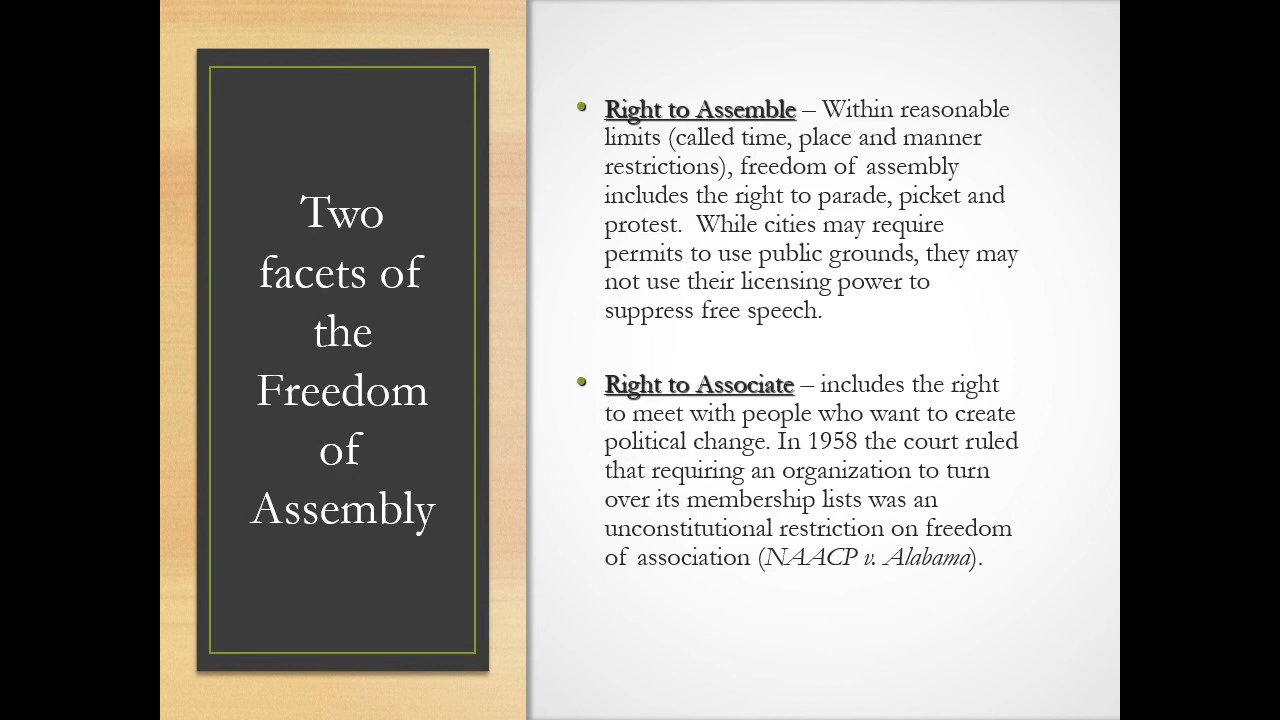 Two
facets of
the
Freedom
of
Assembly
• Right to Assemble – Within reasonable
limits (called time, place and manner
restrictions), freedom of assembly
includes the right to parade, picket and
protest.  While cities may require
permits to use public grounds, they may
not use their licensing power to
suppress free speech.
• Right to Associate – includes the right
to meet with people who want to create
political change. In 1958 the court ruled
that requiring an organization to turn
over its membership lists was an
unconstitutional restriction on freedom
of association (NAACP v. Alabama).